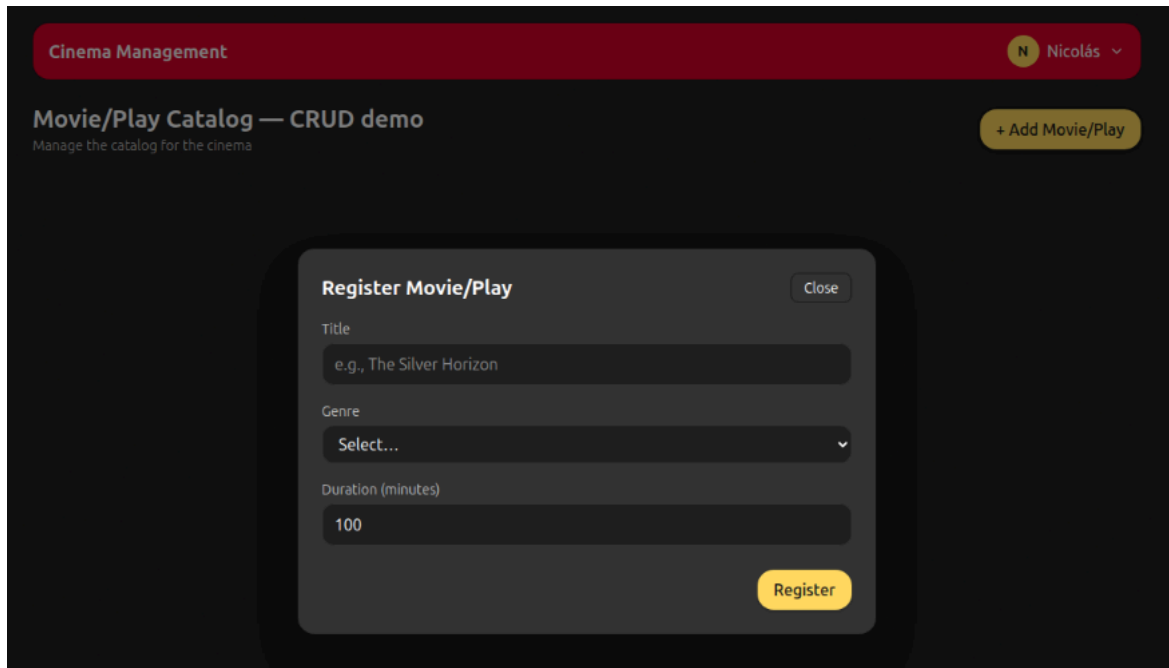 Cinema Management
N Nicolás
Movie/Play Catalog — CRUD demo
Manage the catalog for the cinema
+ Add Movie/Play
Register Movie/Play
Close
Title
e.g., The Silver Horizon
Genre
Select...
Duration (minutes)
100
Register